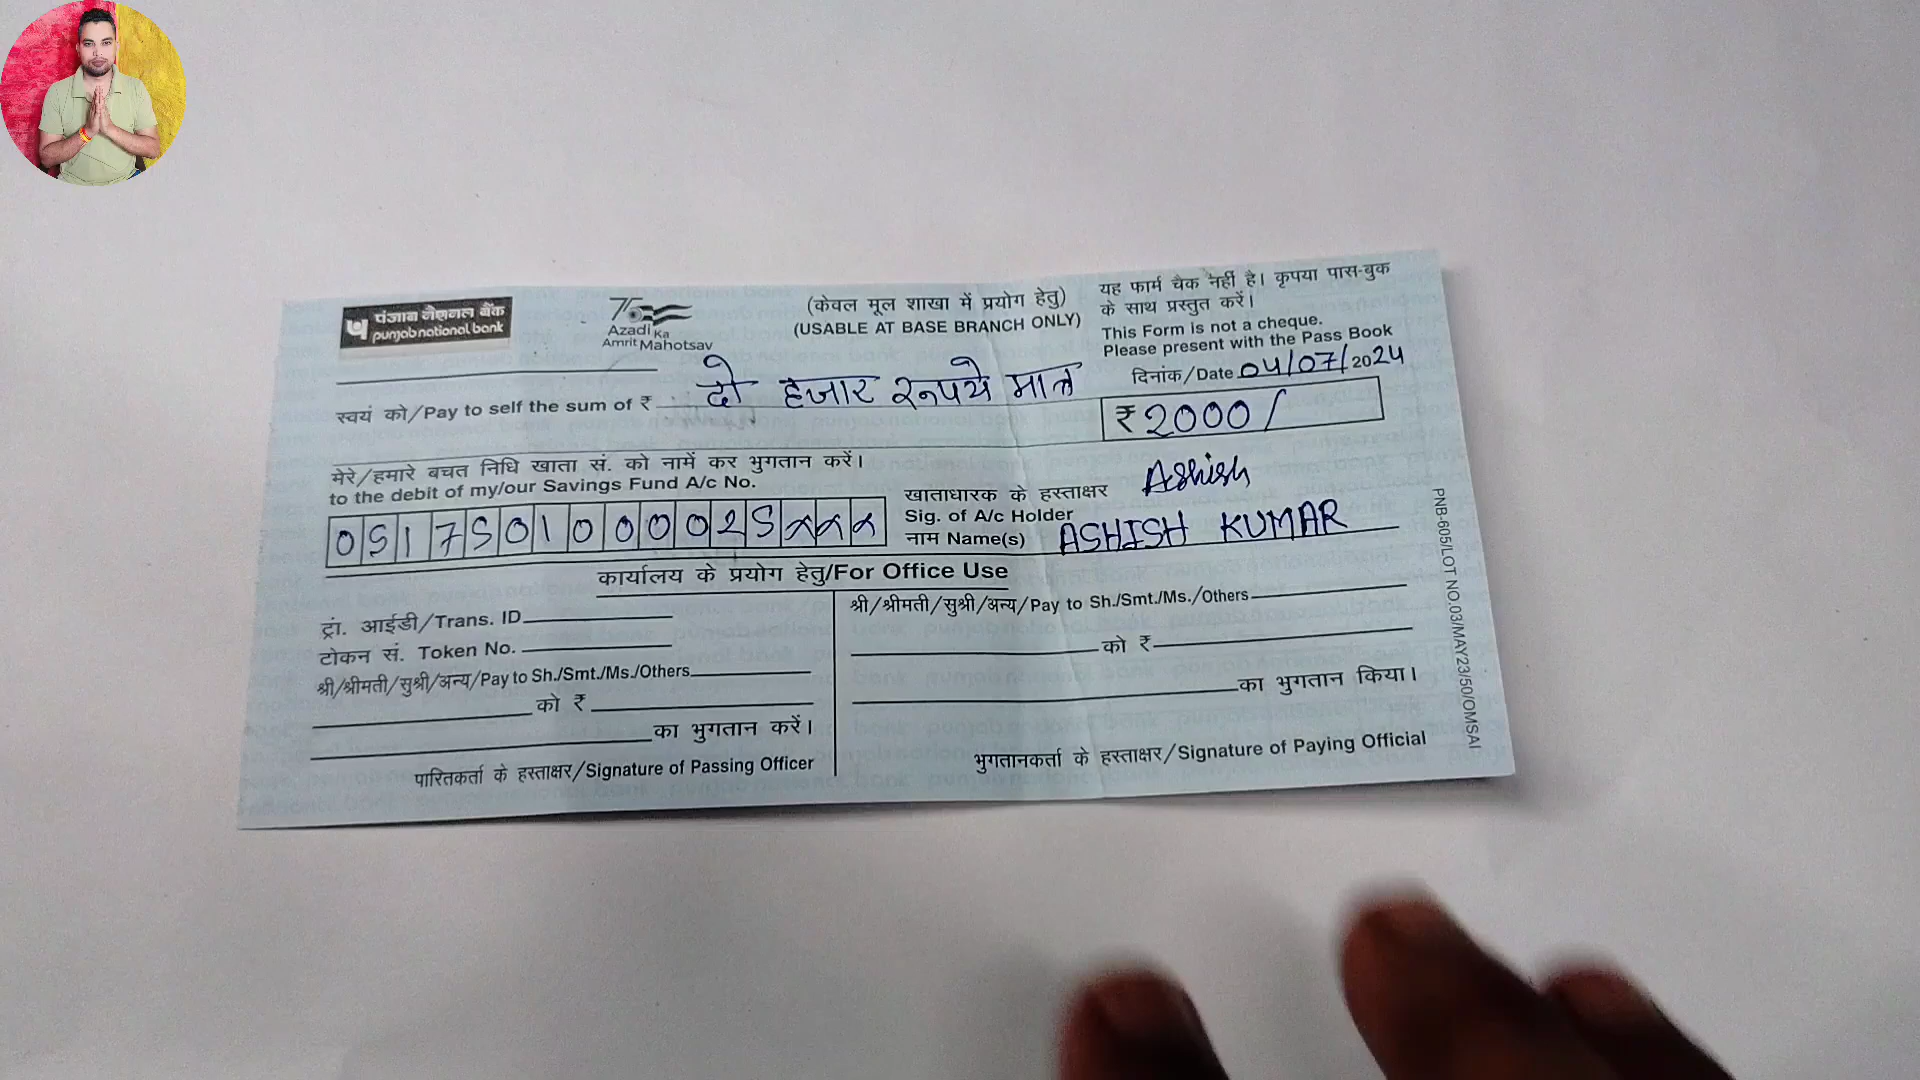 पंजाब नैशनल बैंक
punjab national bank
75
Azadi Ka
Amrit Mahotsav
(केवल मूल शाखा में प्रयोग हेतु)
(USABLE AT BASE BRANCH ONLY)
यह फार्म चैक नहीं है। कृपया पास-बुक
के साथ प्रस्तुत करें।
This Form is not a cheque.
Please present with the Pass Book
दिनांक/Date 04/07/2024
स्वयं को/Pay to self the sum of ₹ दो हजार रूपये मात्र
₹ 2000/
मेरे/हमारे बचत निधि खाता सं. को नामें कर भुगतान करें।
to the debit of my/our Savings Fund A/c No.
0517501000025xxx
खाताधारक के हस्ताक्षर Ashish
Sig. of A/c Holder
नाम Name(s) ASHISH KUMAR
कार्यालय के प्रयोग हेतु/For Office Use
ट्रां. आईडी/Trans. ID
टोकन सं. Token No.
श्री/श्रीमती/सुश्री/अन्य/Pay to Sh./Smt./Ms./Others
को ₹
का भुगतान करें।
पारितकर्ता के हस्ताक्षर/Signature of Passing Officer
श्री/श्रीमती/सुश्री/अन्य/Pay to Sh./Smt./Ms./Others
को ₹
का भुगतान किया।
भुगतानकर्ता के हस्ताक्षर/Signature of Paying Official
PNB-605/LOT NO.03/MAY23/50/OMSAI